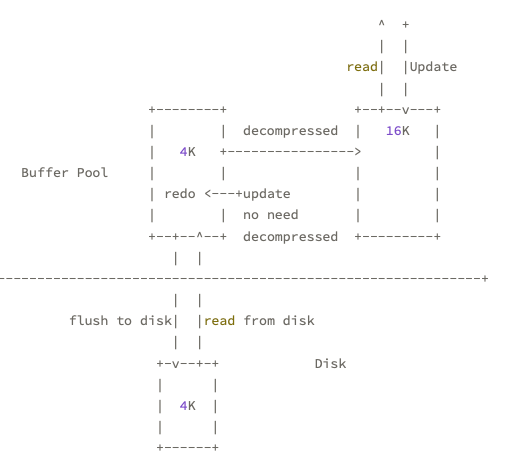 ^  +
|  |
read|  |Update
|  |
+--------+                +--+--v---+
|        |  decompressed  |   16K   |
|   4K   +---------------->         |
Buffer Pool     |        |                |         |
| redo <---+update        |         |
|        |  no need       |         |
+--+--^--+  decompressed  +---------+
|  |
-------------------------------------------------------------+
|  |
flush to disk|  |read from disk
|  |
+-v--+-+            Disk
|      |
|  4K  |
|      |
+------+